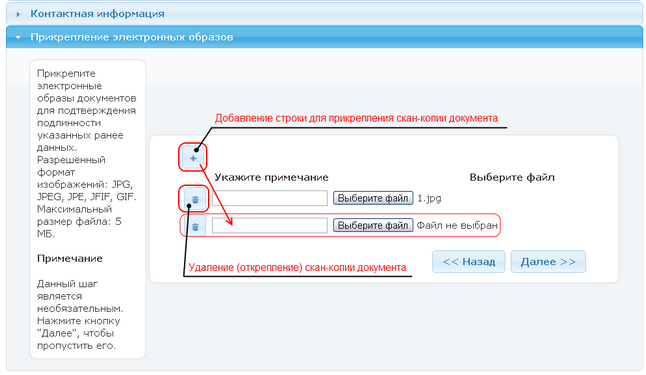 Контактная информация
Прикрепление электронных образов
Прикрепите
электронные
образы документов
для подтверждения
подлинности
указанных ранее
данных.
Разрешённый
формат
изображений: JPG,
JPEG, JPE, JFIF, GIF.
Максимальный
размер файла: 5
МБ.
Примечание
Данный шаг
является
необязательным.
Нажмите кнопку
"Далее", чтобы
пропустить его.
Добавление строки для прикрепления скан-копии документа
+
Укажите примечание Выберите файл
Выберите файл 1.jpg
Выберите файл Файл не выбран
Удаление (открепление) скан-копии документа
<< Назад Далее >>